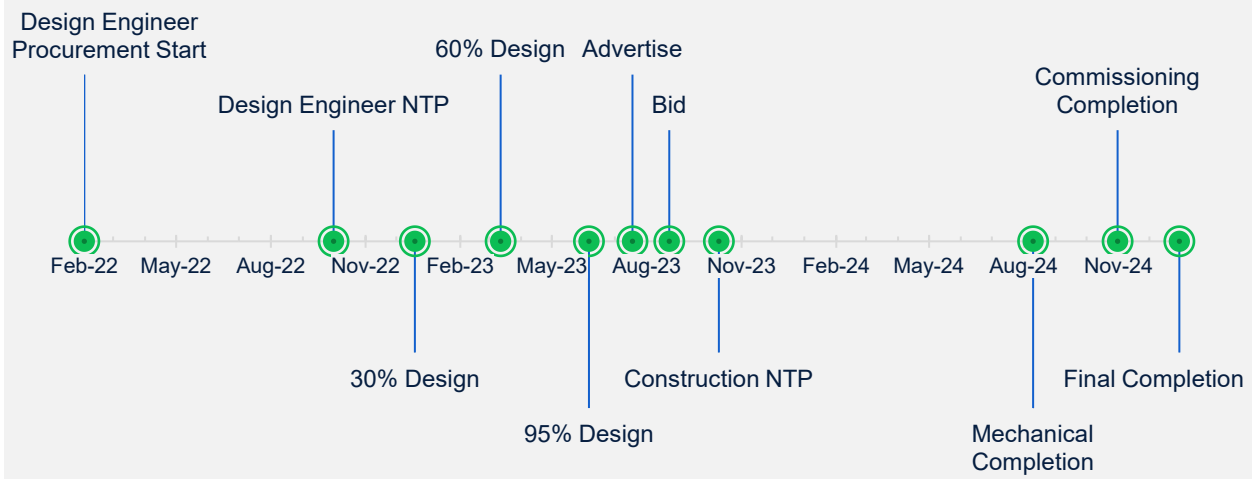 Design Engineer
Procurement Start
60% Design
Advertise
Commissioning
Completion
Design Engineer NTP
Bid
Feb-22
May-22
Aug-22
Nov-22
Feb-23
May-23
Aug-23
Nov-23
Feb-24
May-24
Aug-24
Nov-24
30% Design
Construction NTP
Final Completion
95% Design
Mechanical
Completion